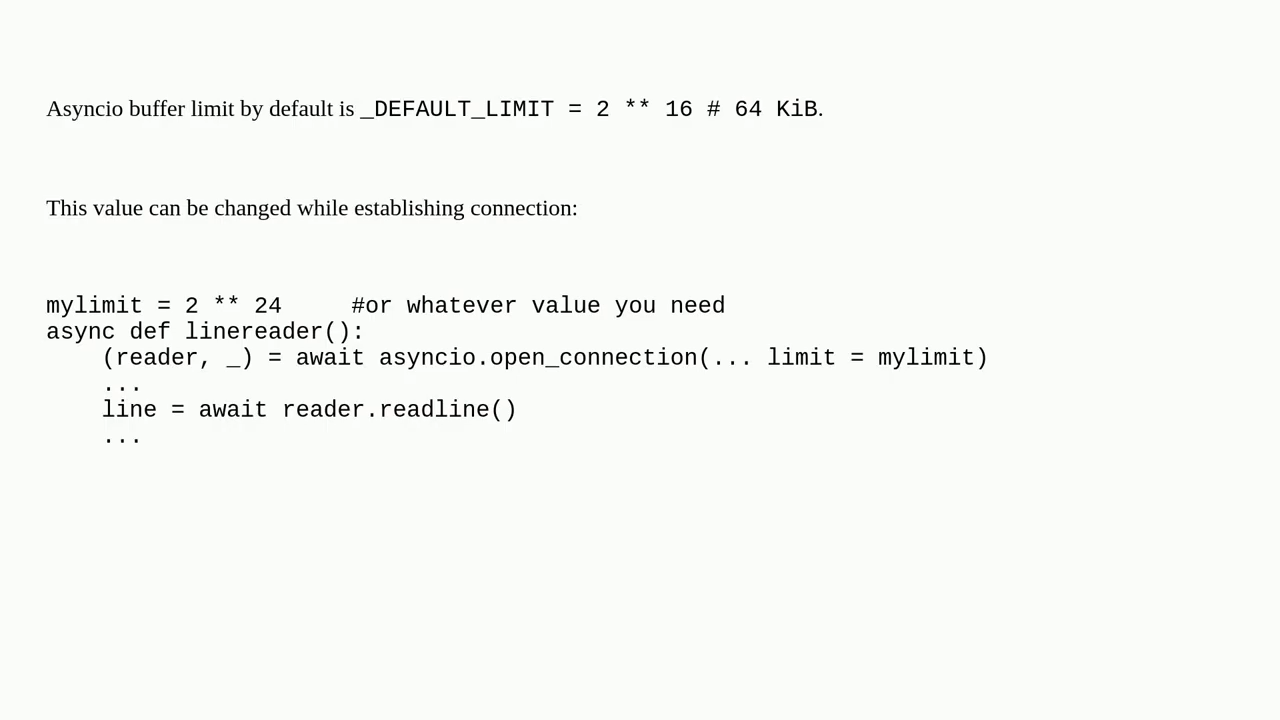 Asyncio buffer limit by default is _DEFAULT_LIMIT = 2 ** 16 # 64 KiB.
This value can be changed while establishing connection:
mylimit = 2 ** 24     #or whatever value you need
async def linereader():
    (reader, _) = await asyncio.open_connection(... limit = mylimit)
    ...
    line = await reader.readline()
    ...